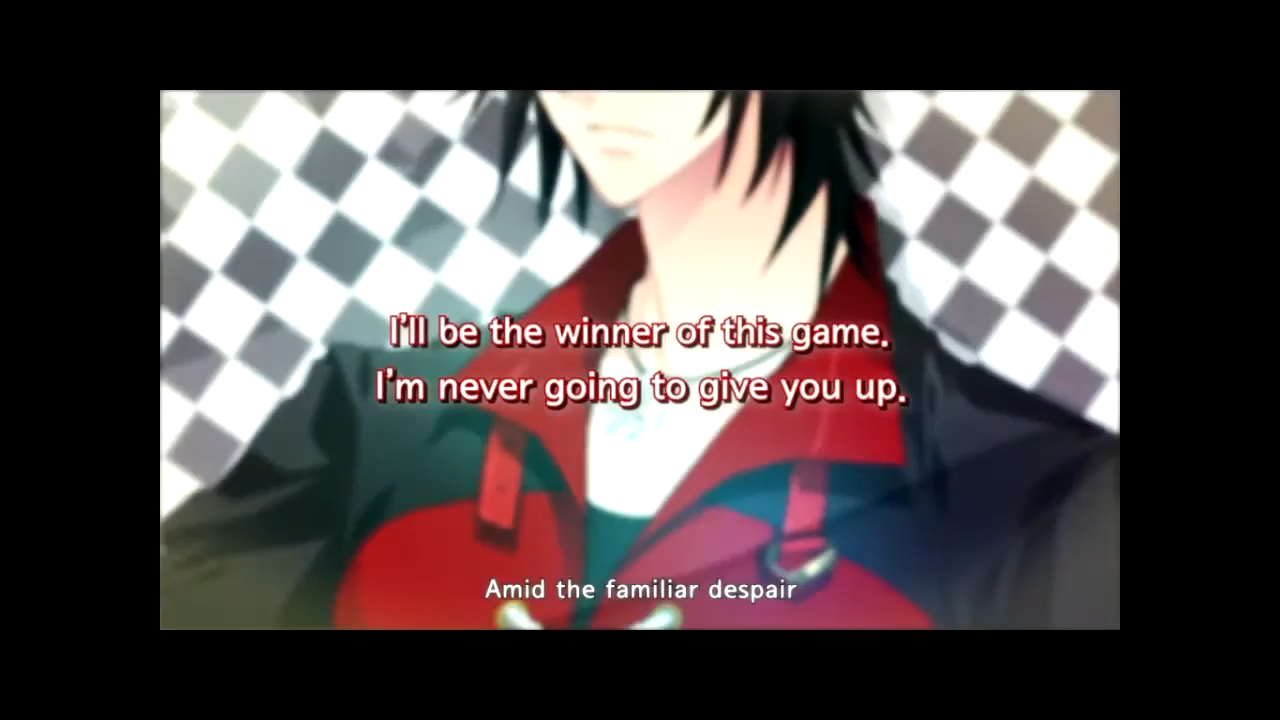 I'll be the winner of this game.
I'm never going to give you up.
Amid the familiar despair